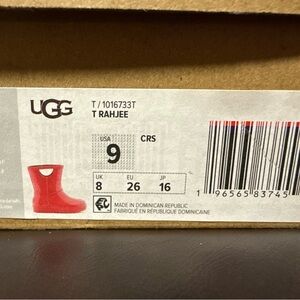 UGG
T / 1016733T
T RAHJEE
USA
9
CRS
UK EU JP
8 26 16
MADE IN DOMINICAN REPUBLIC
FABRIQUÉ EN RÉPUBLIQUE DOMINICAINE
1 96565 83745